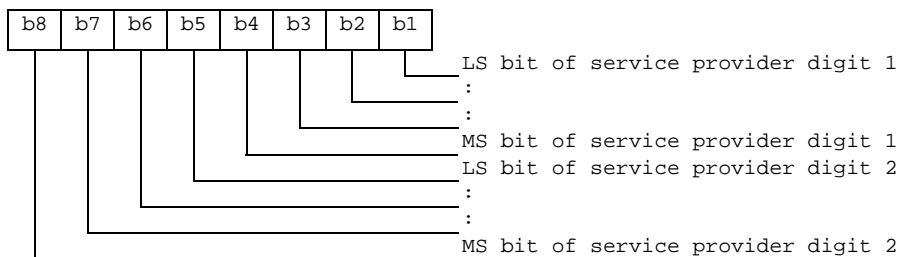 b8 b7 b6 b5 b4 b3 b2 b1
LS bit of service provider digit 1
:
:
MS bit of service provider digit 1
LS bit of service provider digit 2
:
:
MS bit of service provider digit 2